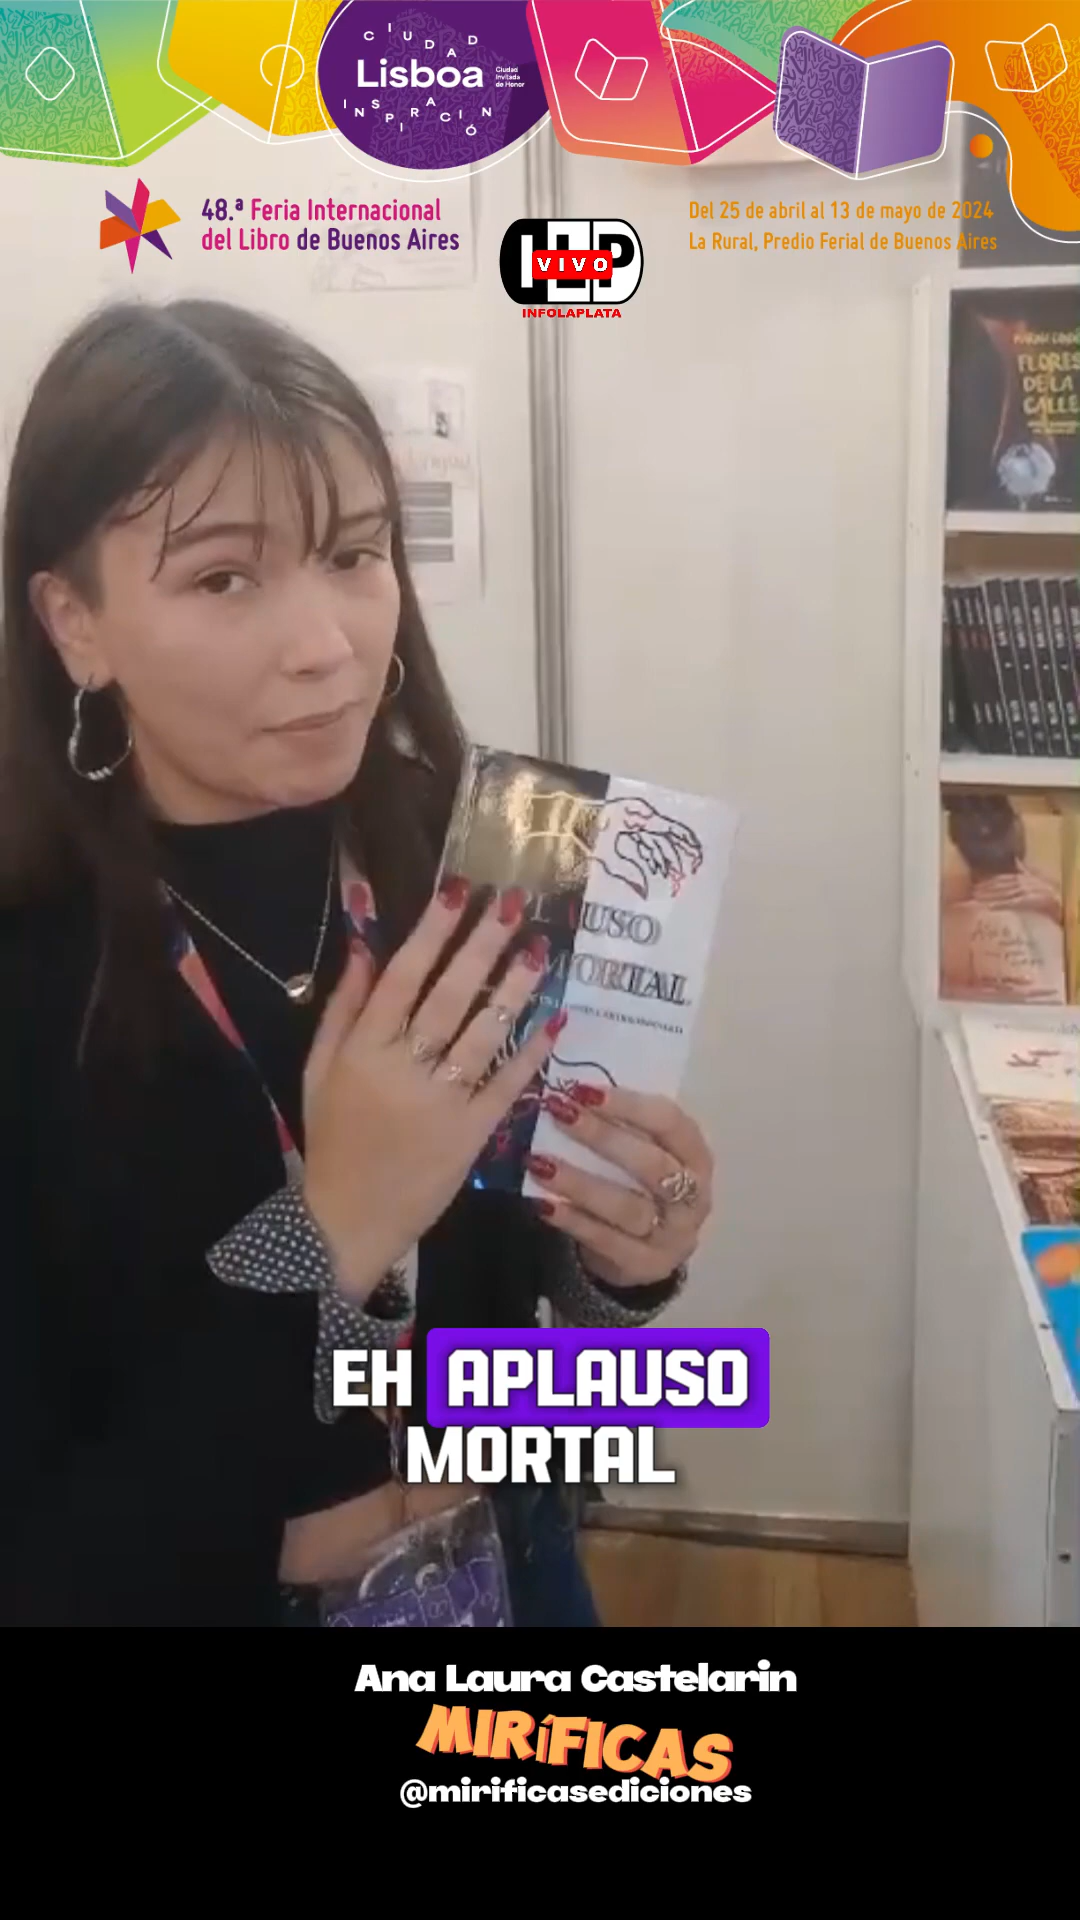 CIUDAD
Lisboa
Ciudad
Invitada
de Honor
INSPIRACIÓN
48.ª Feria Internacional
del Libro de Buenos Aires
Del 25 de abril al 13 de mayo de 2024
La Rural, Predio Ferial de Buenos Aires
ILP
VIVO
INFOLAPLATA
FLORES
DE LA
CALLE
USO
MORTAL
EH APLAUSO
MORTAL
Ana Laura Castelarin
MIRíFICAS
@mirificasediciones